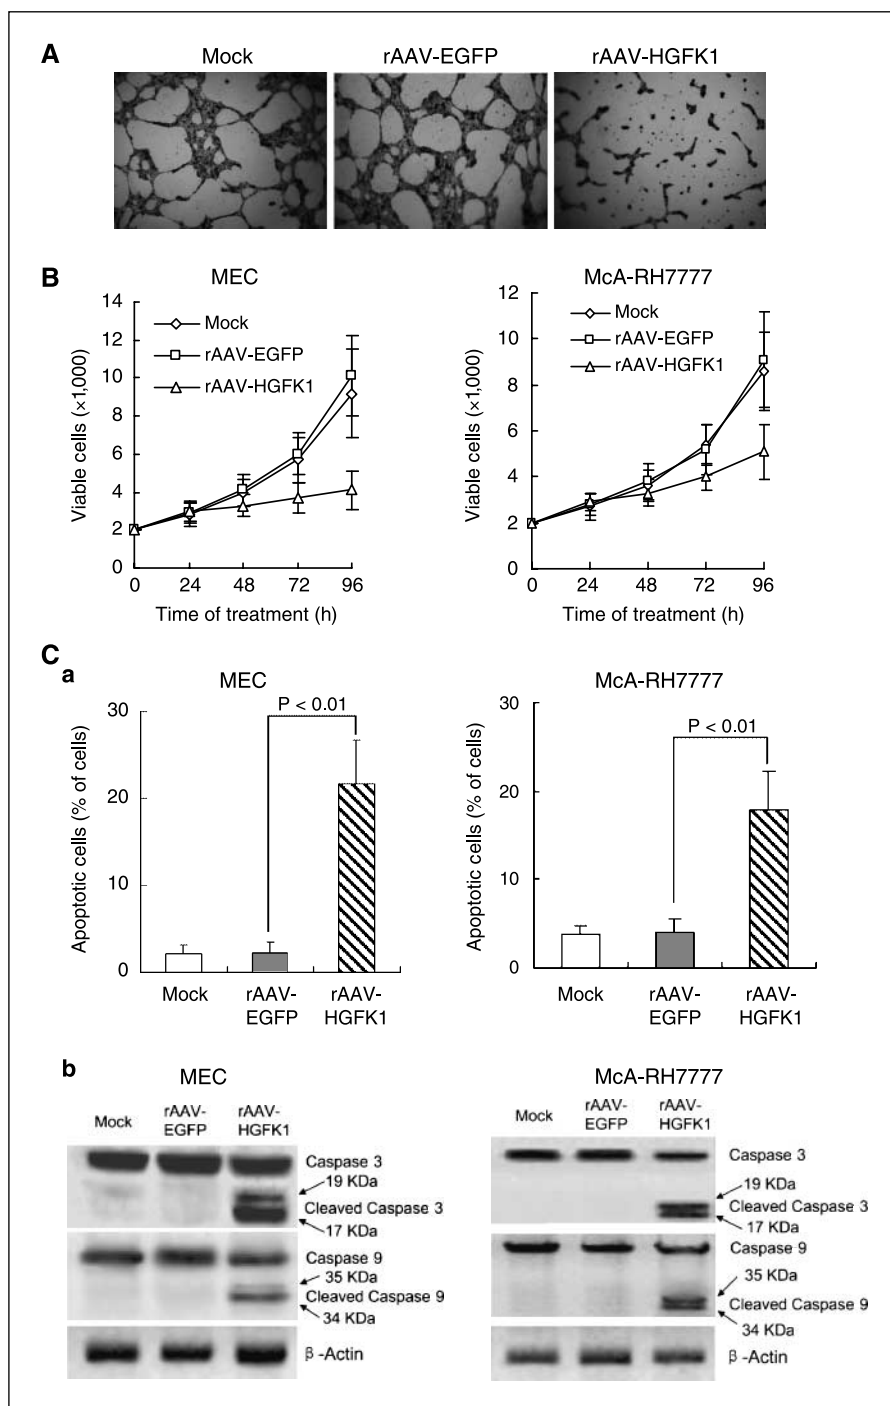 A
Mock rAAV-EGFP rAAV-HGFK1
B
MEC
14
12
10
8
6
4
2
0
Viable cells (×1,000)
Mock
rAAV-EGFP
rAAV-HGFK1
0 24 48 72 96
Time of treatment (h)
McA-RH7777
12
10
8
6
4
2
0
Viable cells (×1,000)
Mock
rAAV-EGFP
rAAV-HGFK1
0 24 48 72 96
Time of treatment (h)
C
a
MEC
30
20
10
0
Apoptotic cells (% of cells)
P < 0.01
Mock rAAV- rAAV-
EGFP HGFK1
McA-RH7777
30
20
10
0
Apoptotic cells (% of cells)
P < 0.01
Mock rAAV- rAAV-
EGFP HGFK1
b
MEC
Mock rAAV- rAAV-
EGFP HGFK1
Caspase 3
19 KDa
Cleaved Caspase 3
17 KDa
Caspase 9
35 KDa
Cleaved Caspase 9
34 KDa
β -Actin
McA-RH7777
Mock rAAV- rAAV-
EGFP HGFK1
Caspase 3
19 KDa
Cleaved Caspase 3
17 KDa
Caspase 9
35 KDa
Cleaved Caspase 9
34 KDa
β -Actin